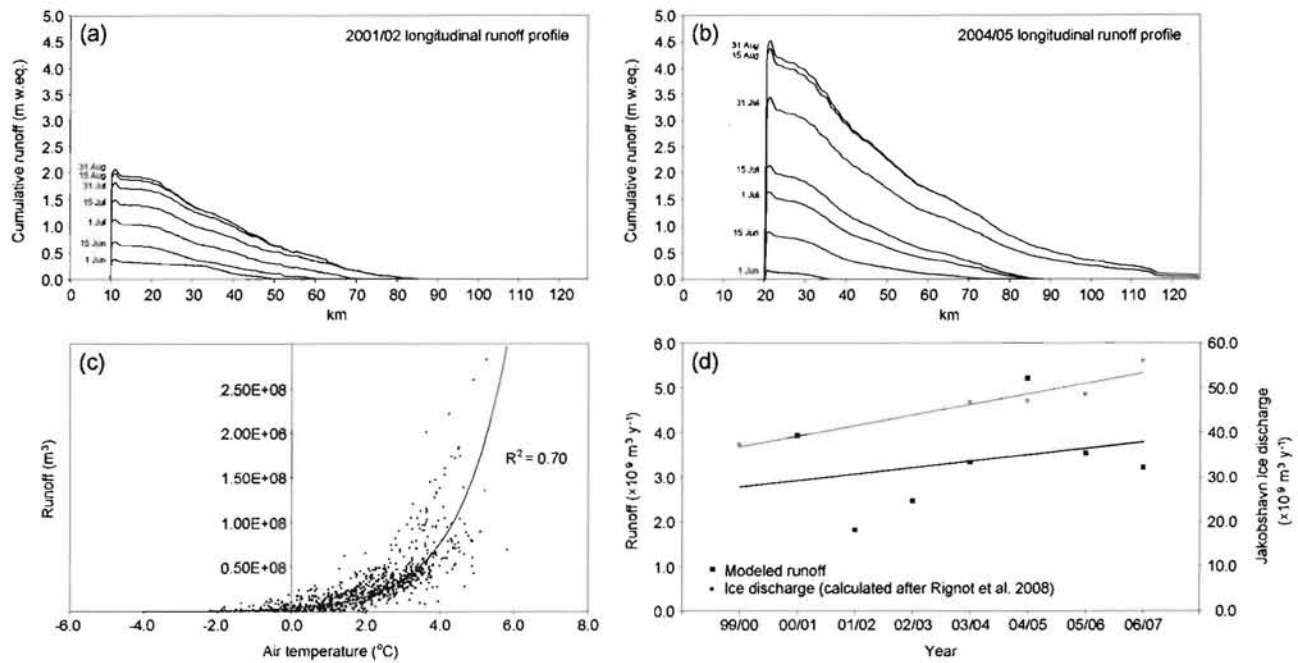 (a)
2001/02 longitudinal runoff profile
Cumulative runoff (m w.eq.)
5.0
4.5
4.0
3.5
3.0
2.5
2.0
1.5
1.0
0.5
0.0
31 Aug
15 Aug
31 Jul
15 Jul
1 Jul
15 Jun
1 Jun
0 10 20 30 40 50 60 70 80 90 100 110 120
km
(b)
2004/05 longitudinal runoff profile
Cumulative runoff (m w.eq.)
5.0
4.5
4.0
3.5
3.0
2.5
2.0
1.5
1.0
0.5
0.0
31 Aug
15 Aug
31 Jul
15 Jul
1 Jul
15 Jun
1 Jun
0 10 20 30 40 50 60 70 80 90 100 110 120
km
(c)
Runoff (m³)
2.50E+08
2.00E+08
1.50E+08
1.00E+08
0.50E+08
R² = 0.70
-6.0 -4.0 -2.0 0.0 2.0 4.0 6.0 8.0
Air temperature (°C)
(d)
Runoff (×10⁹ m³ y⁻¹)
6.0
5.0
4.0
3.0
2.0
1.0
0.0
60.0
50.0
40.0
30.0
20.0
10.0
0.0
Jakobshavn Ice discharge
(×10⁹ m³ y⁻¹)
Modeled runoff
Ice discharge (calculated after Rignot et al. 2008)
99/00 00/01 01/02 02/03 03/04 04/05 05/06 06/07
Year